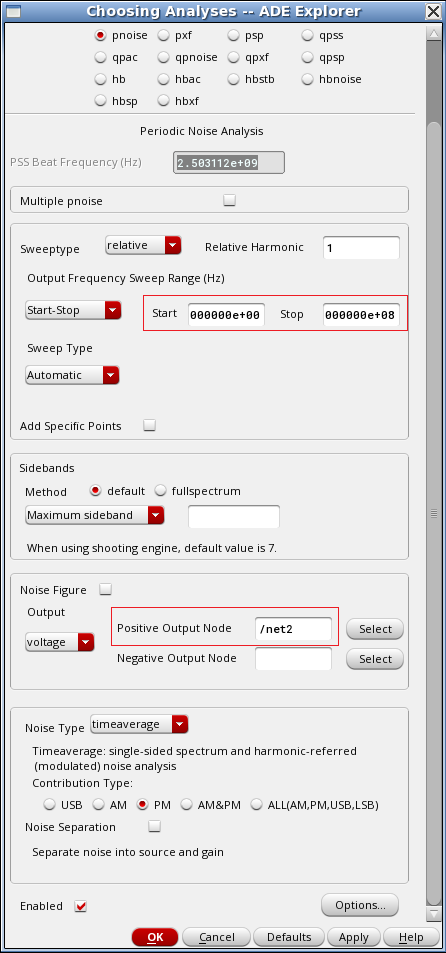 Choosing Analyses -- ADE Explorer
pnoise pxf psp qpss
qpac qpnoise qpxf qpsp
hb hbac hbstb hbnoise
hbsp hbxf
Periodic Noise Analysis
PSS Beat Frequency (Hz) 2.503112e+09
Multiple pnoise
Sweeptype relative Relative Harmonic 1
Output Frequency Sweep Range (Hz)
Start-Stop Start 000000e+00 Stop 000000e+08
Sweep Type
Automatic
Add Specific Points
Sidebands
Method default fullspectrum
Maximum sideband
When using shooting engine, default value is 7.
Noise Figure
Output
voltage
Positive Output Node /net2 Select
Negative Output Node Select
Noise Type timeaverage
Timeaverage: single-sided spectrum and harmonic-referred
(modulated) noise analysis
Contribution Type:
USB AM PM AM&PM ALL(AM,PM,USB,LSB)
Noise Separation
Separate noise into source and gain
Enabled Options...
OK Cancel Defaults Apply Help